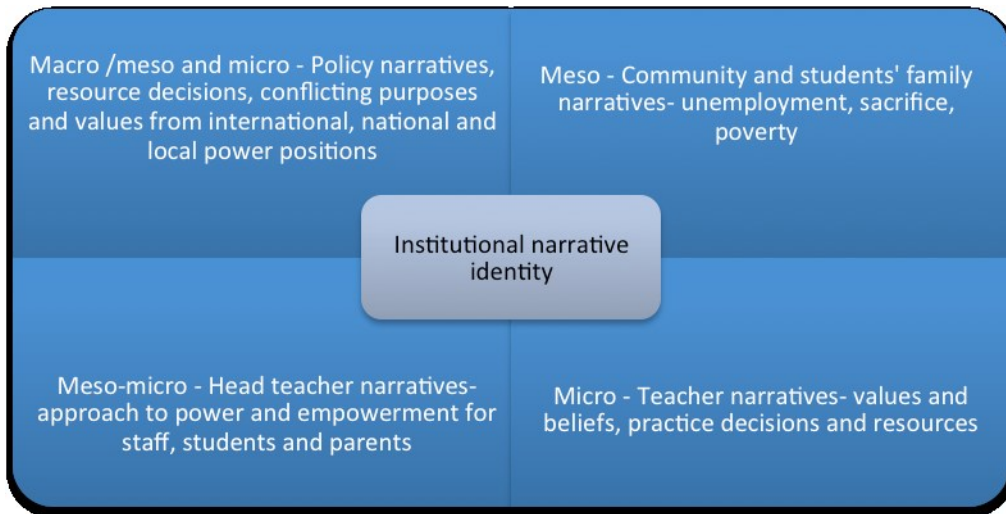 Macro /meso and micro - Policy narratives,
resource decisions, conflicting purposes
and values from international, national and
local power positions
Meso - Community and students' family
narratives- unemployment, sacrifice,
poverty
Institutional narrative
identity
Meso-micro - Head teacher narratives-
approach to power and empowerment for
staff, students and parents
Micro - Teacher narratives- values and
beliefs, practice decisions and resources